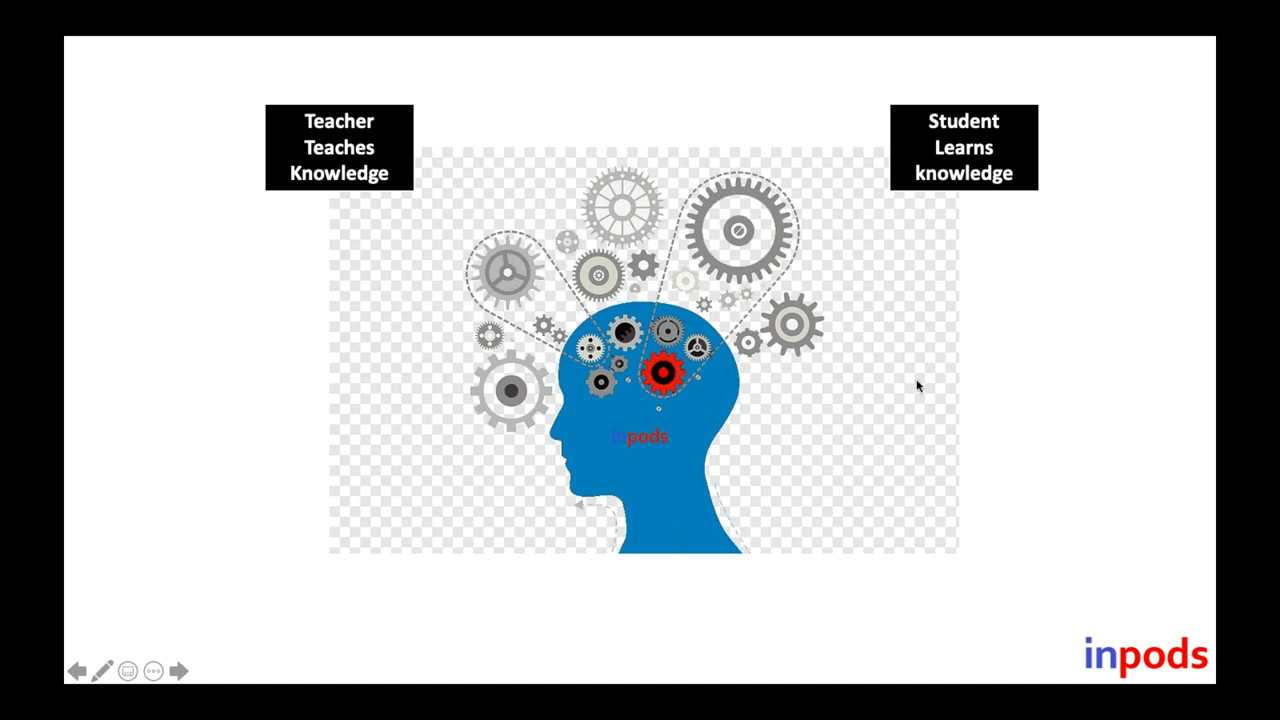 Teacher
Teaches
Knowledge
Student
Learns
knowledge
inpods
inpods